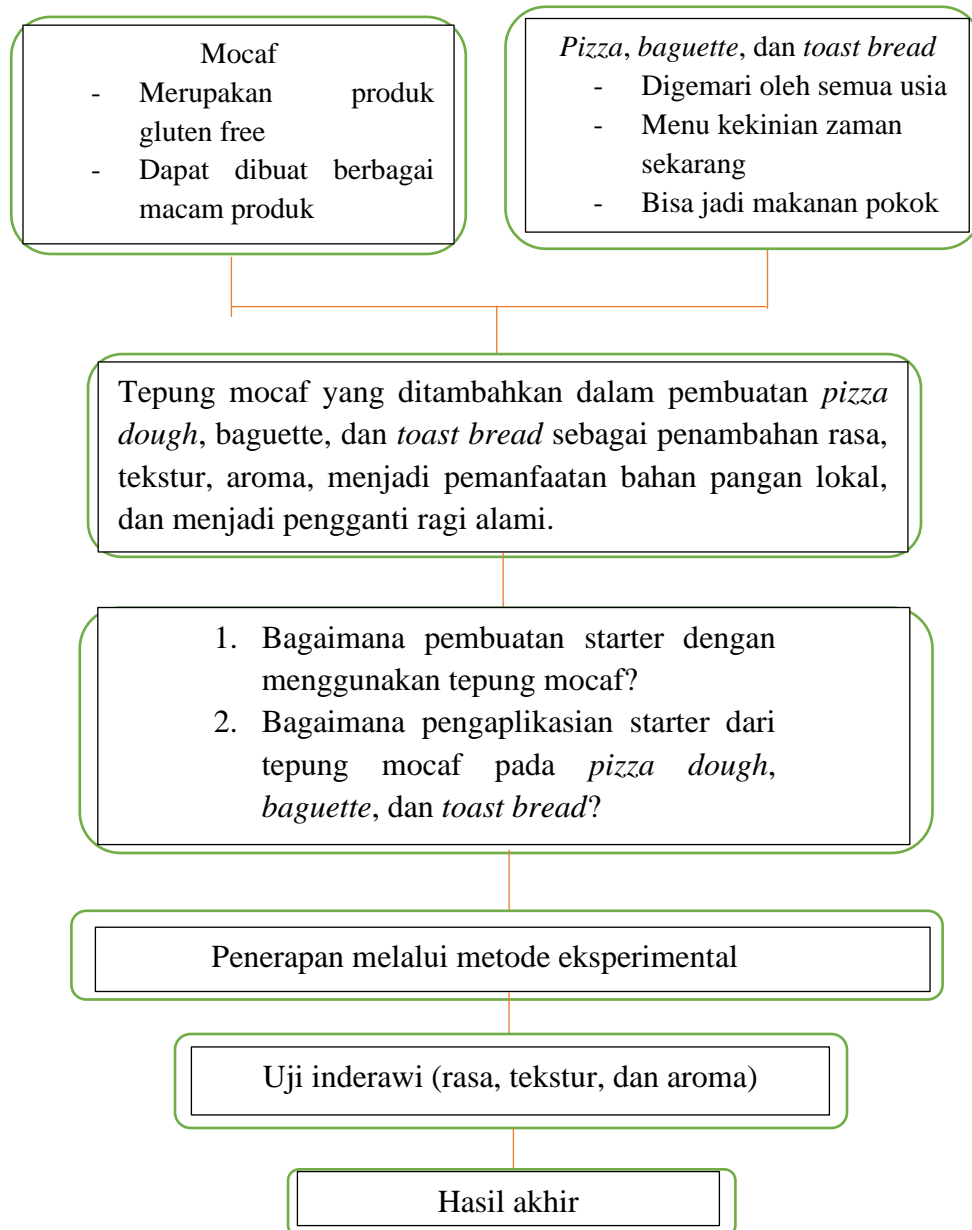 Mocaf
- Merupakan produk
gluten free
- Dapat dibuat berbagai
macam produk
Pizza, baguette, dan toast bread
- Digemari oleh semua usia
- Menu kekinian zaman
sekarang
- Bisa jadi makanan pokok
Tepung mocaf yang ditambahkan dalam pembuatan pizza
dough, baguette, dan toast bread sebagai penambahan rasa,
tekstur, aroma, menjadi pemanfaatan bahan pangan lokal,
dan menjadi pengganti ragi alami.
1. Bagaimana pembuatan starter dengan
menggunakan tepung mocaf?
2. Bagaimana pengaplikasian starter dari
tepung mocaf pada pizza dough,
baguette, dan toast bread?
Penerapan melalui metode eksperimental
Uji inderawi (rasa, tekstur, dan aroma)
Hasil akhir